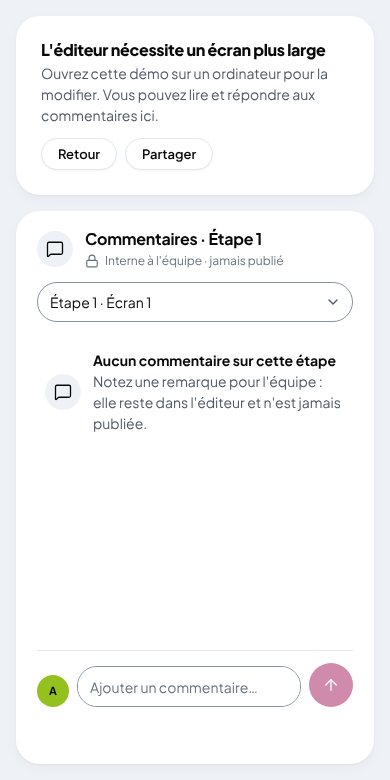 L'éditeur nécessite un écran plus large
Ouvrez cette démo sur un ordinateur pour la
modifier. Vous pouvez lire et répondre aux
commentaires ici.
Retour
Partager
Commentaires · Étape 1
Interne à l'équipe · jamais publié
Étape 1 · Écran 1
Aucun commentaire sur cette étape
Notez une remarque pour l'équipe :
elle reste dans l'éditeur et n'est jamais
publiée.
A
Ajouter un commentaire…